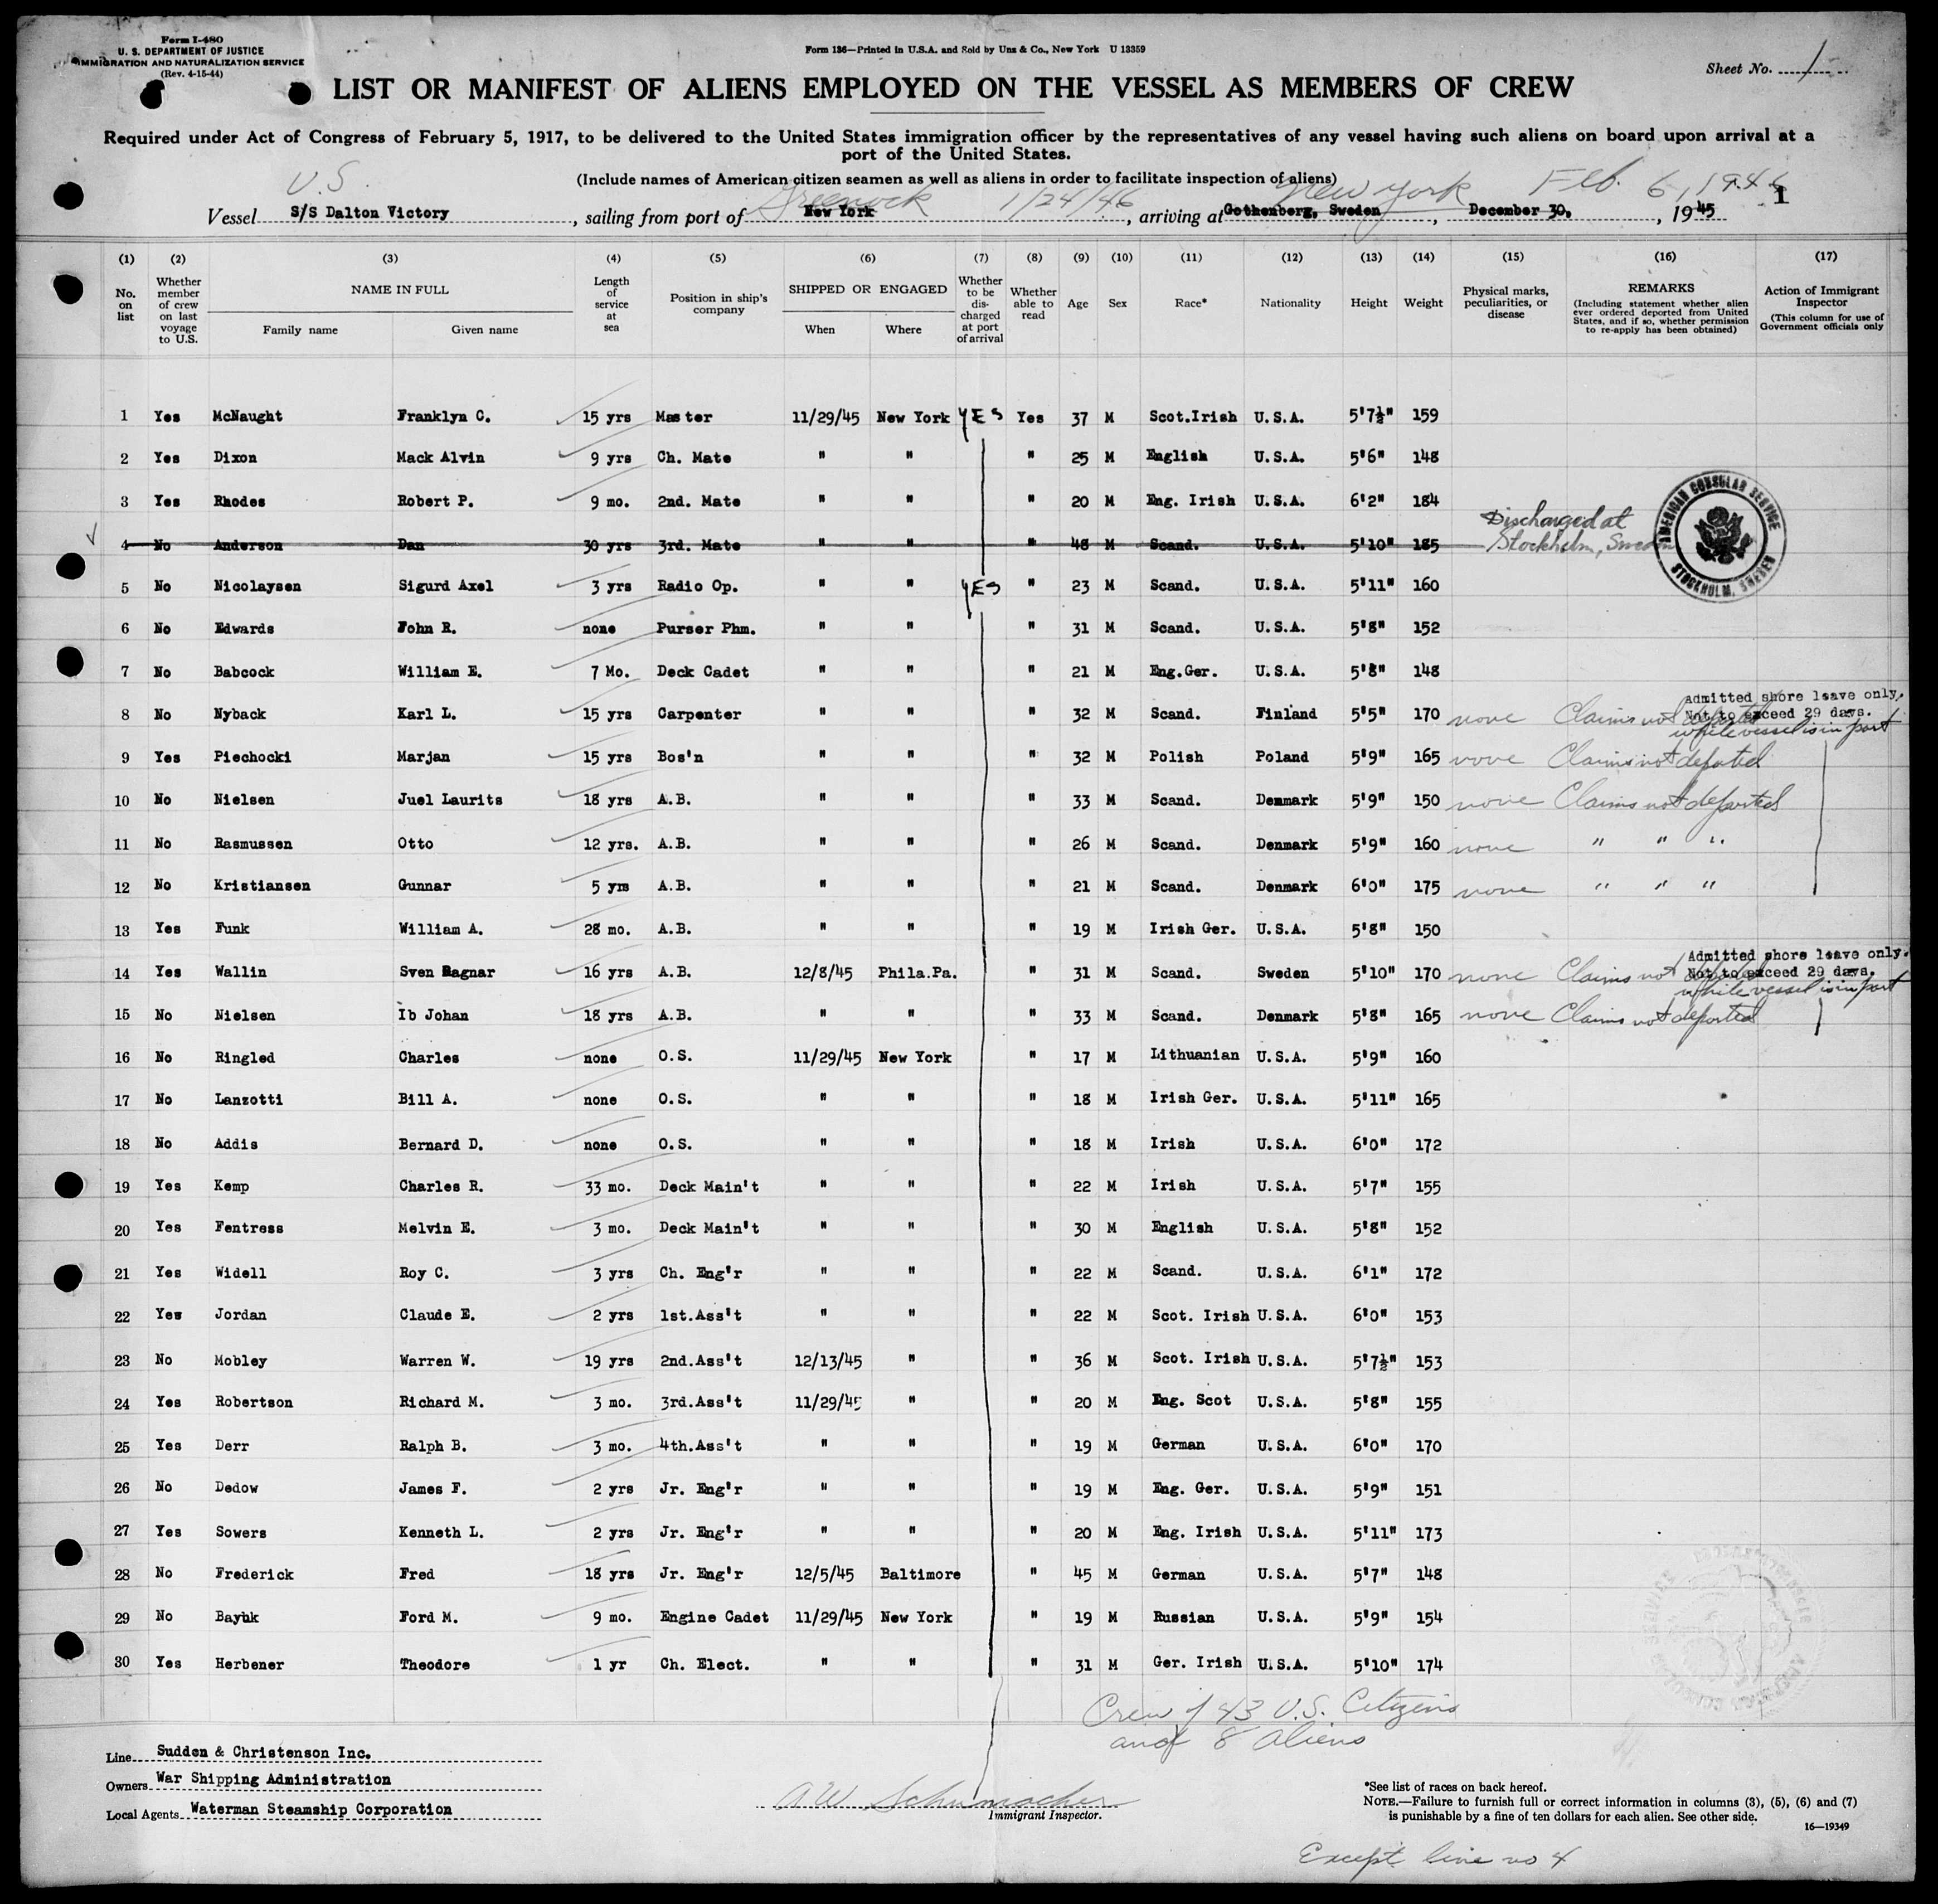 Form I-480
U. S. DEPARTMENT OF JUSTICE
IMMIGRATION AND NATURALIZATION SERVICE
(Rev. 4-15-44)
Form 136—Printed in U.S.A. and Sold by Unz & Co., New York U 13359
Sheet No. 1
LIST OR MANIFEST OF ALIENS EMPLOYED ON THE VESSEL AS MEMBERS OF CREW
Required under Act of Congress of February 5, 1917, to be delivered to the United States immigration officer by the representatives of any vessel having such aliens on board upon arrival at a
port of the United States.
(Include names of American citizen seamen as well as aliens in order to facilitate inspection of aliens)
U.S. Greenock 1/24/46 New York Feb. 6, 1946 1
Vessel S/S Dalton Victory, sailing from port of New York, arriving at Gothenberg, Sweden, December 30, 1945
(1) (2) (3) (4) (5) (6) (7) (8) (9) (10) (11) (12) (13) (14) (15) (16) (17)
No. on list
Whether member of crew on last voyage to U.S.
NAME IN FULL
Family name Given name
Length of service at sea
Position in ship's company
SHIPPED OR ENGAGED
When Where
Whether to be discharged at port of arrival
Whether able to read
Age
Sex
Race*
Nationality
Height
Weight
Physical marks, peculiarities, or disease
REMARKS
(Including statement whether alien ever ordered deported from United States, and if so, whether permission to re-apply has been obtained)
Action of Immigrant Inspector
(This column for use of Government officials only
1 Yes McNaught Franklyn C. 15 yrs Master 11/29/45 New York YES Yes 37 M Scot.Irish U.S.A. 5'7½" 159
2 Yes Dixon Mack Alvin 9 yrs Ch. Mate " " " 25 M English U.S.A. 5'6" 148
3 Yes Rhodes Robert P. 9 mo. 2nd. Mate " " " 20 M Eng. Irish U.S.A. 6'2" 184
4 No Anderson Dan 30 yrs 3rd. Mate " " " 48 M Scand. U.S.A. 5'10" 185 Discharged at Stockholm, Sweden
AMERICAN CONSULAR SERVICE
STOCKHOLM, SWEDEN
5 No Nicolaysen Sigurd Axel 3 yrs Radio Op. " " YES " 23 M Scand. U.S.A. 5'11" 160
6 No Edwards John R. none Purser Phm. " " " 31 M Scand. U.S.A. 5'8" 152
7 No Babcock William E. 7 Mo. Deck Cadet " " " 21 M Eng.Ger. U.S.A. 5'8" 148
8 No Nyback Karl L. 15 yrs Carpenter " " " 32 M Scand. Finland 5'5" 170 none Claims not deported Admitted shore leave only. Not to exceed 29 days. while vessel is in port
9 Yes Piechocki Marjan 15 yrs Bos'n " " " 32 M Polish Poland 5'9" 165 none Claims not deported
10 No Nielsen Juel Laurits 18 yrs A.B. " " " 33 M Scand. Denmark 5'9" 150 none Claims not deported
11 No Rasmussen Otto 12 yrs. A.B. " " " 26 M Scand. Denmark 5'9" 160 none " " "
12 No Kristiansen Gunnar 5 yrs A.B. " " " 21 M Scand. Denmark 6'0" 175 none " " "
13 Yes Funk William A. 28 mo. A.B. " " " 19 M Irish Ger. U.S.A. 5'8" 150
14 Yes Wallin Sven Ragnar 16 yrs A.B. 12/8/45 Phila.Pa. " 31 M Scand. Sweden 5'10" 170 none Claims not deported Admitted shore leave only. Not to exceed 29 days. while vessel is in port
15 No Nielsen Ib Johan 18 yrs A.B. " " " 33 M Scand. Denmark 5'8" 165 none Claims not deported
16 No Ringled Charles none O.S. 11/29/45 New York " 17 M Lithuanian U.S.A. 5'9" 160
17 No Lanzotti Bill A. none O.S. " " " 18 M Irish Ger. U.S.A. 5'11" 165
18 No Addis Bernard D. none O.S. " " " 18 M Irish U.S.A. 6'0" 172
19 Yes Kemp Charles R. 33 mo. Deck Main't " " " 22 M Irish U.S.A. 5'7" 155
20 Yes Fentress Melvin E. 3 mo. Deck Main't " " " 30 M English U.S.A. 5'8" 152
21 Yes Widell Roy C. 3 yrs Ch. Eng'r " " " 22 M Scand. U.S.A. 6'1" 172
22 Yes Jordan Claude E. 2 yrs 1st.Ass't " " " 22 M Scot. Irish U.S.A. 6'0" 153
23 No Mobley Warren W. 19 yrs 2nd.Ass't 12/13/45 " " 36 M Scot. Irish U.S.A. 5'7½" 153
24 Yes Robertson Richard M. 3 mo. 3rd.Ass't 11/29/45 " " 20 M Eng. Scot U.S.A. 5'8" 155
25 Yes Derr Ralph B. 3 mo. 4th.Ass't " " " 19 M German U.S.A. 6'0" 170
26 No Dedow James F. 2 yrs Jr. Eng'r " " " 19 M Eng. Ger. U.S.A. 5'9" 151
27 Yes Sowers Kenneth L. 2 yrs Jr. Eng'r " " " 20 M Eng. Irish U.S.A. 5'11" 173
28 No Frederick Fred 18 yrs Jr. Eng'r 12/5/45 Baltimore " 45 M German U.S.A. 5'7" 148
29 No Bayuk Ford M. 9 mo. Engine Cadet 11/29/45 New York " 19 M Russian U.S.A. 5'9" 154
30 Yes Herbener Theodore 1 yr Ch. Elect. " " " 31 M Ger. Irish U.S.A. 5'10" 174
Crew of 43 U.S. Citizens
and 8 aliens
Line Sudden & Christenson Inc.
Owners War Shipping Administration
Local Agents Waterman Steamship Corporation
AW Schumacher
Immigrant Inspector.
*See list of races on back hereof.
NOTE.—Failure to furnish full or correct information in columns (3), (5), (6) and (7)
is punishable by a fine of ten dollars for each alien. See other side.
16—19349
Except line no 4